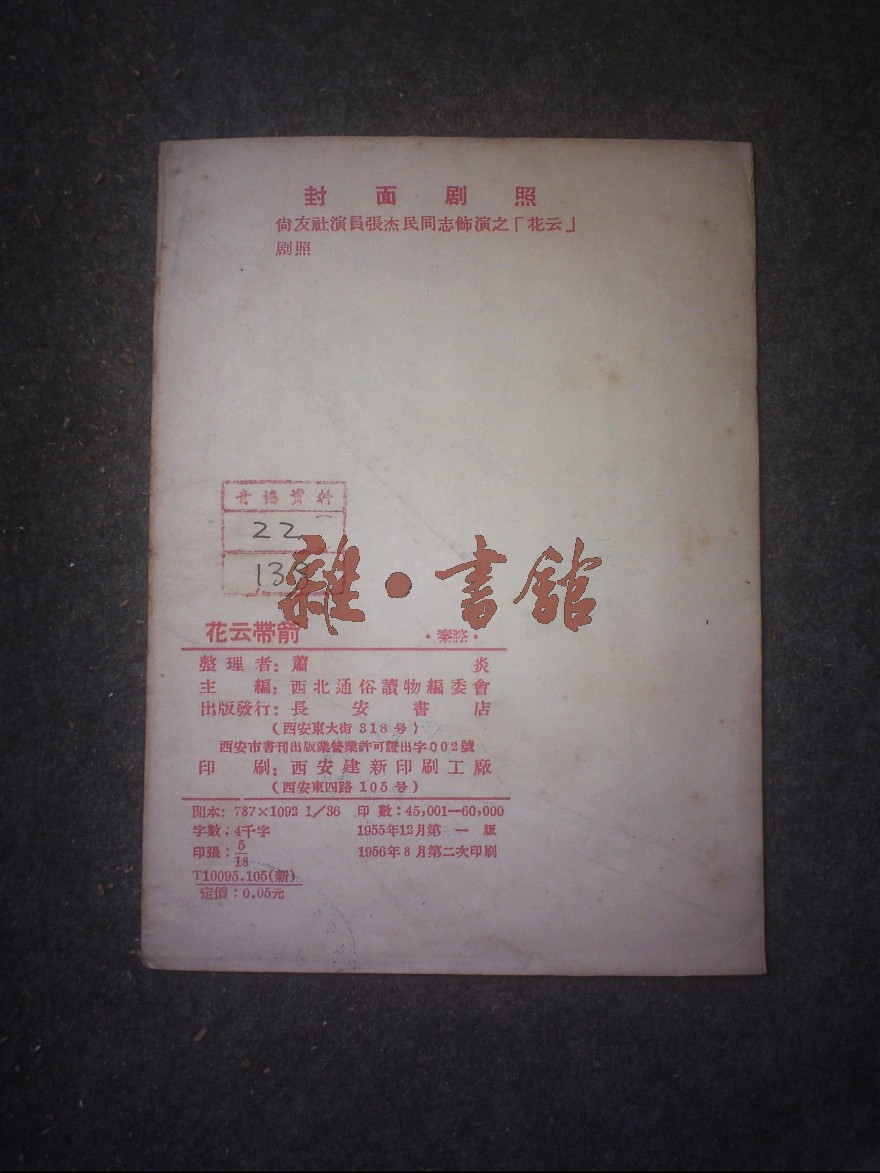 封面剧照
尙友社演員張杰民同志飾演之「花云」
剧照
資料
22
138
雜·書館
花云帶箭 ·秦腔·
整理者：蕭炎
主編：西北通俗讀物編委會
出版發行：長安書店
（西安東大街318号）
西安市書刊出版業營業許可證出字002號
印刷：西安建新印刷工廠
（西安東四路105号）
開本：787×1092 1/36 印數：45,001—60,000
字數：4千字 1955年12月第一版
印張：5/18 1956年8月第二次印刷
T10095.105(新)
定價：0.05元